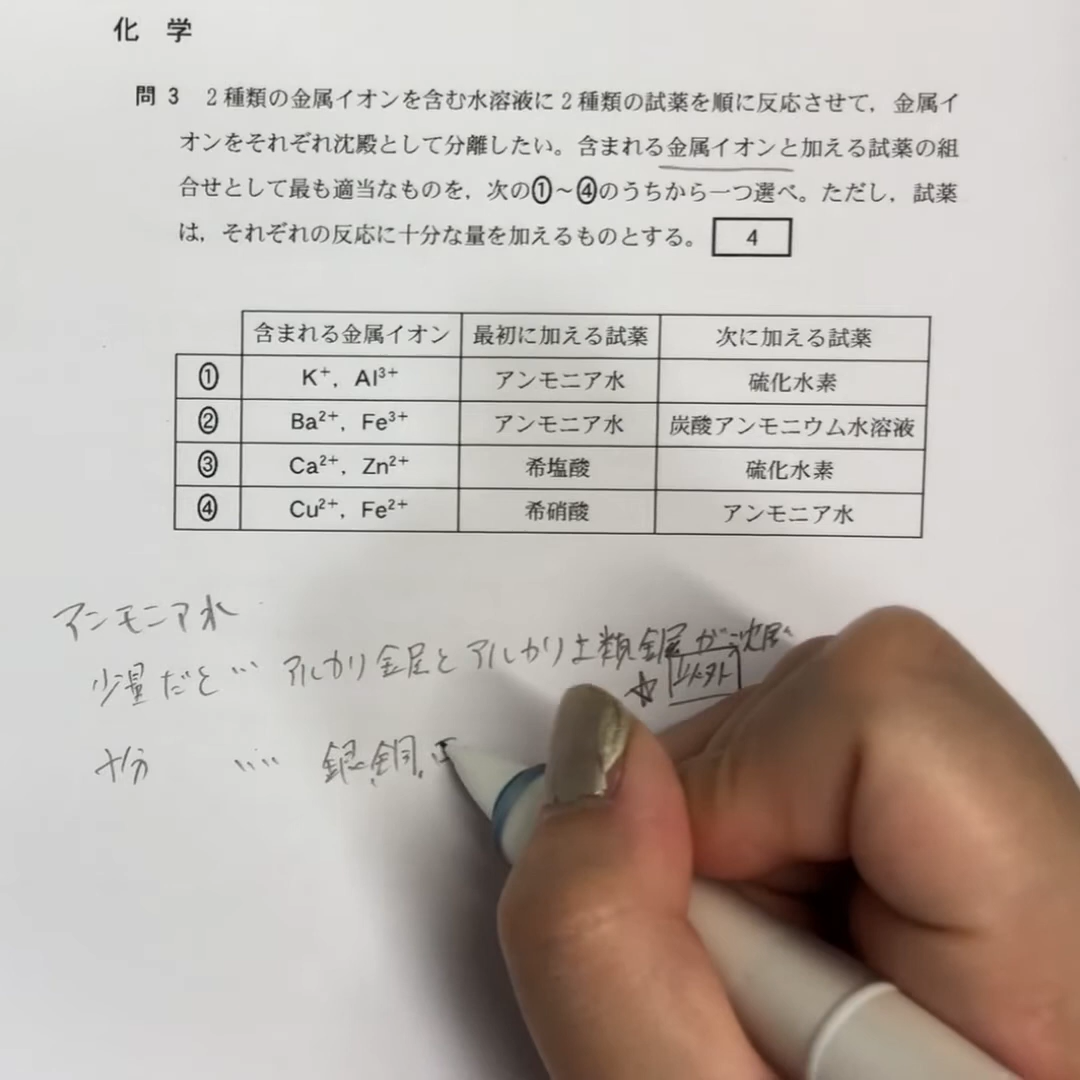 化 学
問 3 2種類の金属イオンを含む水溶液に2種類の試薬を順に反応させて，金属イ
オンをそれぞれ沈殿として分離したい。含まれる金属イオンと加える試薬の組
合せとして最も適当なものを，次の①～④のうちから一つ選べ。ただし，試薬
は，それぞれの反応に十分な量を加えるものとする。 4
含まれる金属イオン 最初に加える試薬 次に加える試薬
① K⁺，Al³⁺ アンモニア水 硫化水素
② Ba²⁺，Fe³⁺ アンモニア水 炭酸アンモニウム水溶液
③ Ca²⁺，Zn²⁺ 希塩酸 硫化水素
④ Cu²⁺，Fe²⁺ 希硝酸 アンモニア水
アンモニア水
少量だと … アルカリ金属とアルカリ土類金属が沈殿
☆ 以外
十分 …. 銀,銅,